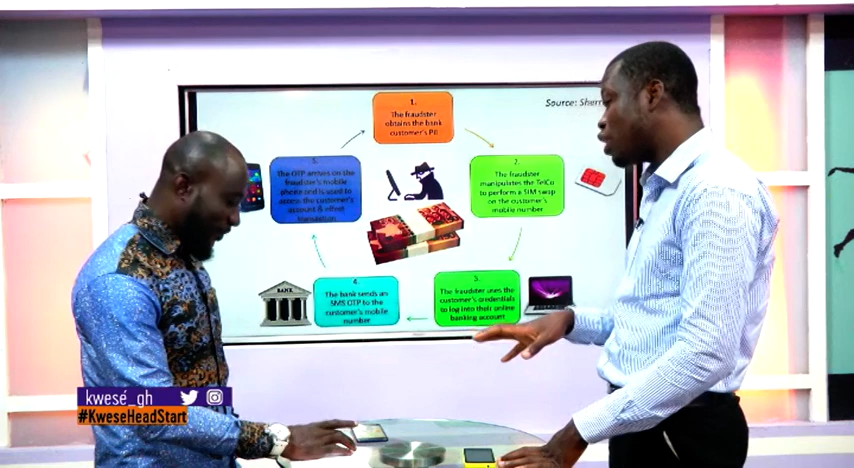 Source: Sherr
1.
The fraudster
obtains the bank
customer's PII
2.
The fraudster
manipulates the TelCo
to perform a SIM swap
on the customer's
mobile number
3.
The fraudster uses the
customer's credentials
to log into their online
banking account
4.
The bank sends an
SMS OTP to the
customer's mobile
number
5.
The OTP arrives on the
fraudster's mobile
phone and is used to
access the customer's
account & effect
transaction
BANK
kwesé_gh
#KweseHeadStart